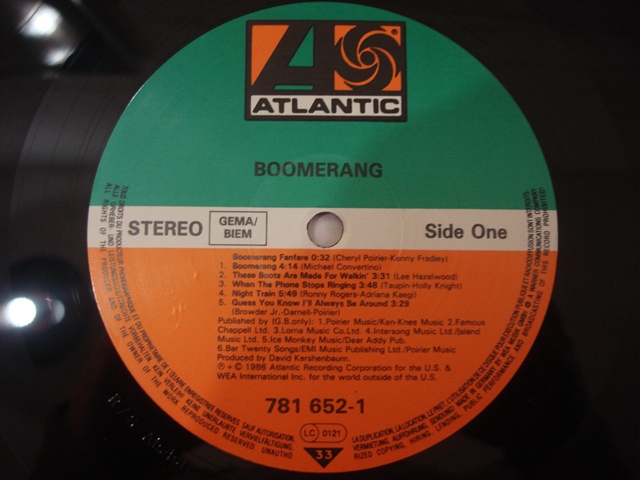 ATLANTIC
BOOMERANG
STEREO
GEMA/
BIEM
Side One
Boomerang Fanfare 0:32 (Cheryl Poirier-Konny Fradley)
1. Boomerang 4:14 (Michael Convertino)
2. These Boots Are Made For Walkin' 3:31 (Lee Hazelwood)
3. When The Phone Stops Ringing 3:48 (Taupin-Holly Knight)
4. Night Train 5:49 (Ronny Rogers-Adriana Kaegi)
5. Guess You Know I'll Always Be Around 3:29
(Browder Jr.-Darnell-Poirier)
Published by (G.B.only): 1.Poirier Music/Ken-Knee Music 2.Famous
Chappell Ltd. 3.Lorna Music Co.Ltd. 4.Intersong Music Ltd./Island
Music Ltd. 5.Ice Monkey Music/Dear Addy Pub.
6.Bar Twenty Songs/EMI Music Publishing Ltd./Poirier Music
Produced by David Kershenbaum.
℗ + © 1986 Atlantic Recording Corporation for the U.S. &
WEA International Inc. for the world outside of the U.S.
781 652-1
LC 0121
33